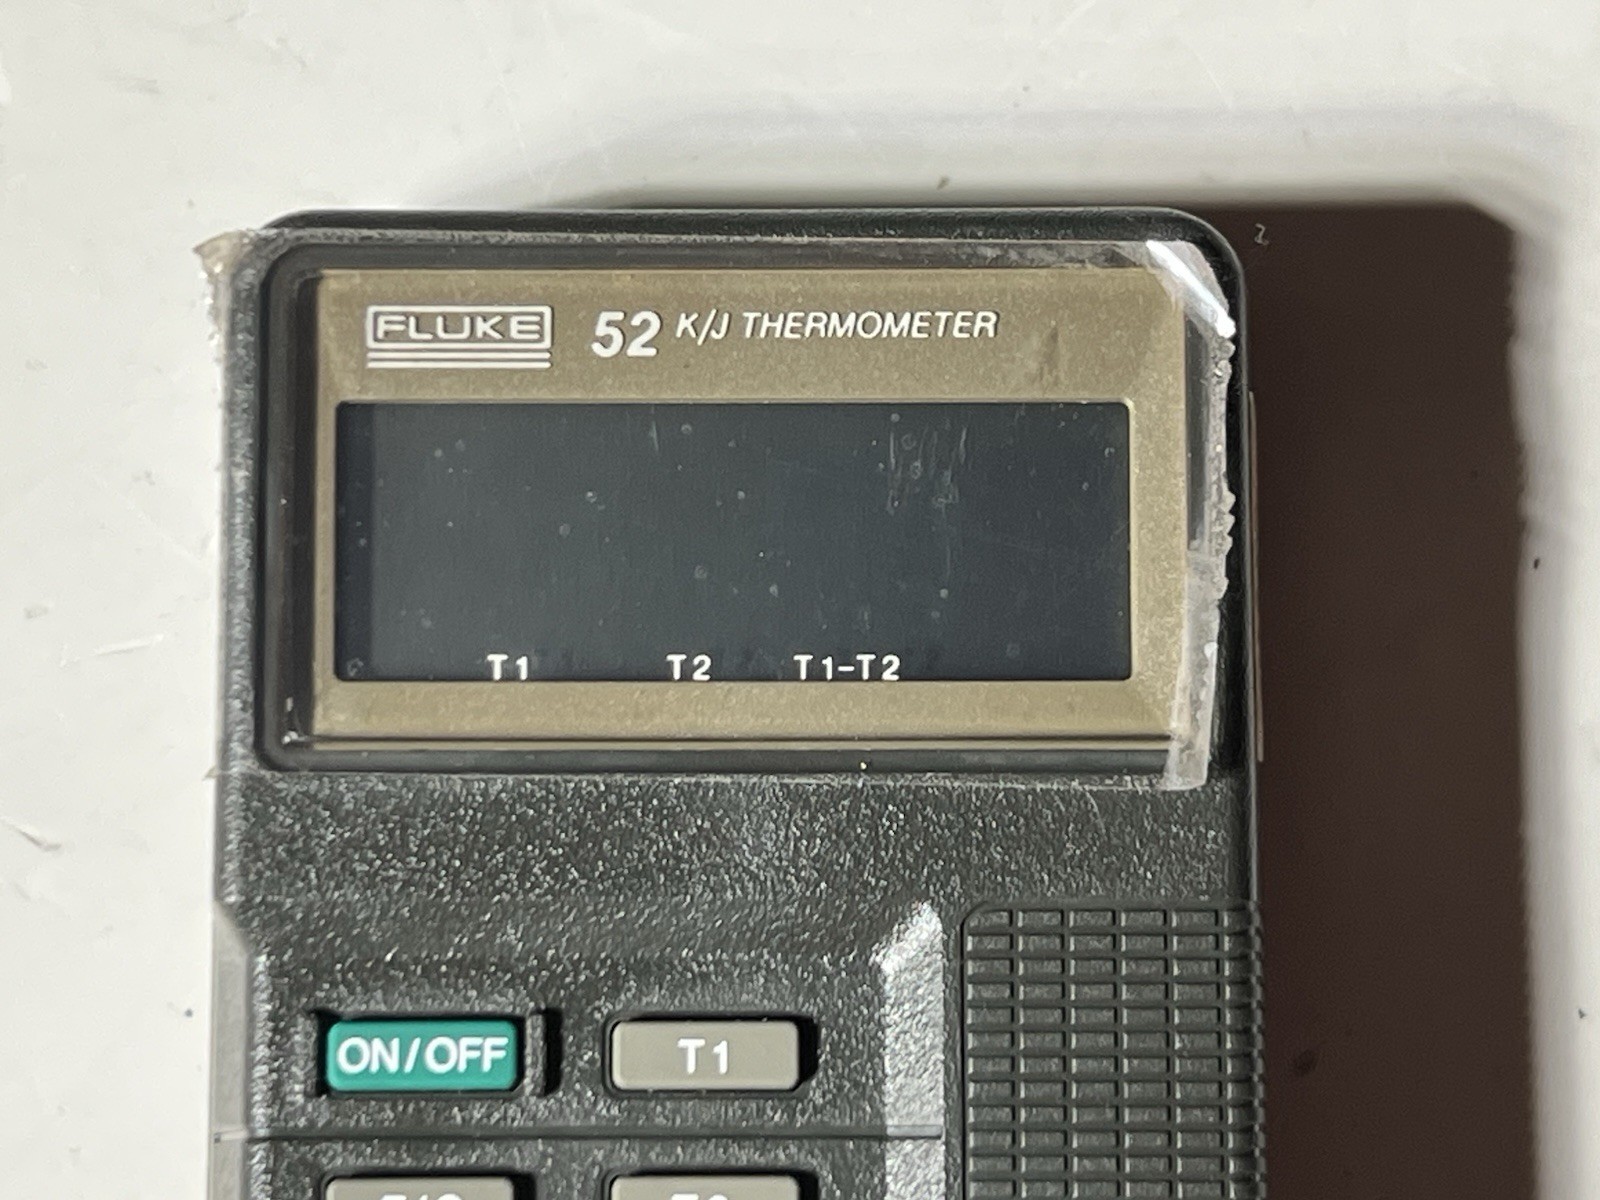 FLUKE 52 K/J THERMOMETER
T1 T2 T1-T2
ON/OFF T1